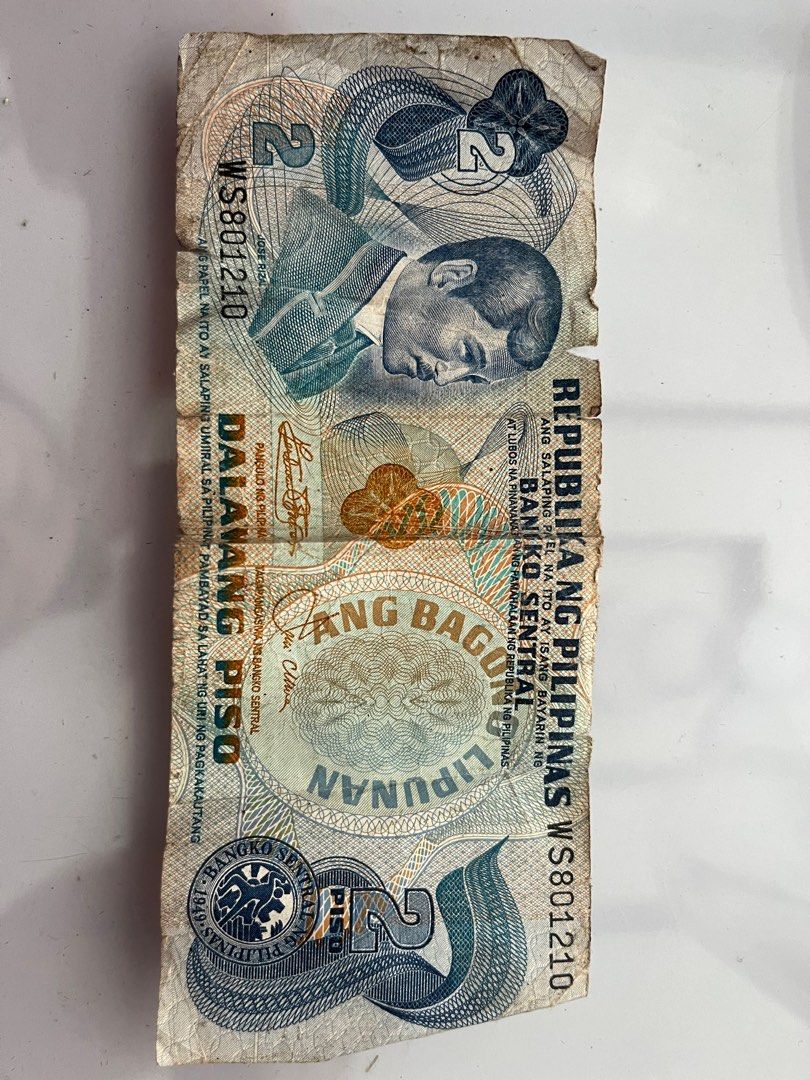 2
REPUBLIKA NG PILIPINAS WS801210
ANG SALAPING PAPEL NA ITO AY ISANG BAYARIN NG
BANGKO SENTRAL
AT LUBOS NA PINANANAGUTAN NG PAMAHALAAN NG REPUBLIKA NG PILIPINAS
ANG BAGONG LIPUNAN
2
PISO
PANGULO NG PILIPINAS
TAGAPANGASIWA NG BANGKO SENTRAL
JOSE RIZAL
2
WS801210
DALAWANG PISO
ANG PAPEL NA ITO AY SALAPING UMIIRAL SA PILIPINAS PAMBAYAD SA LAHAT NG URI NG PAGKAKAUTANG
BANGKO SENTRAL NG PILIPINAS
1949